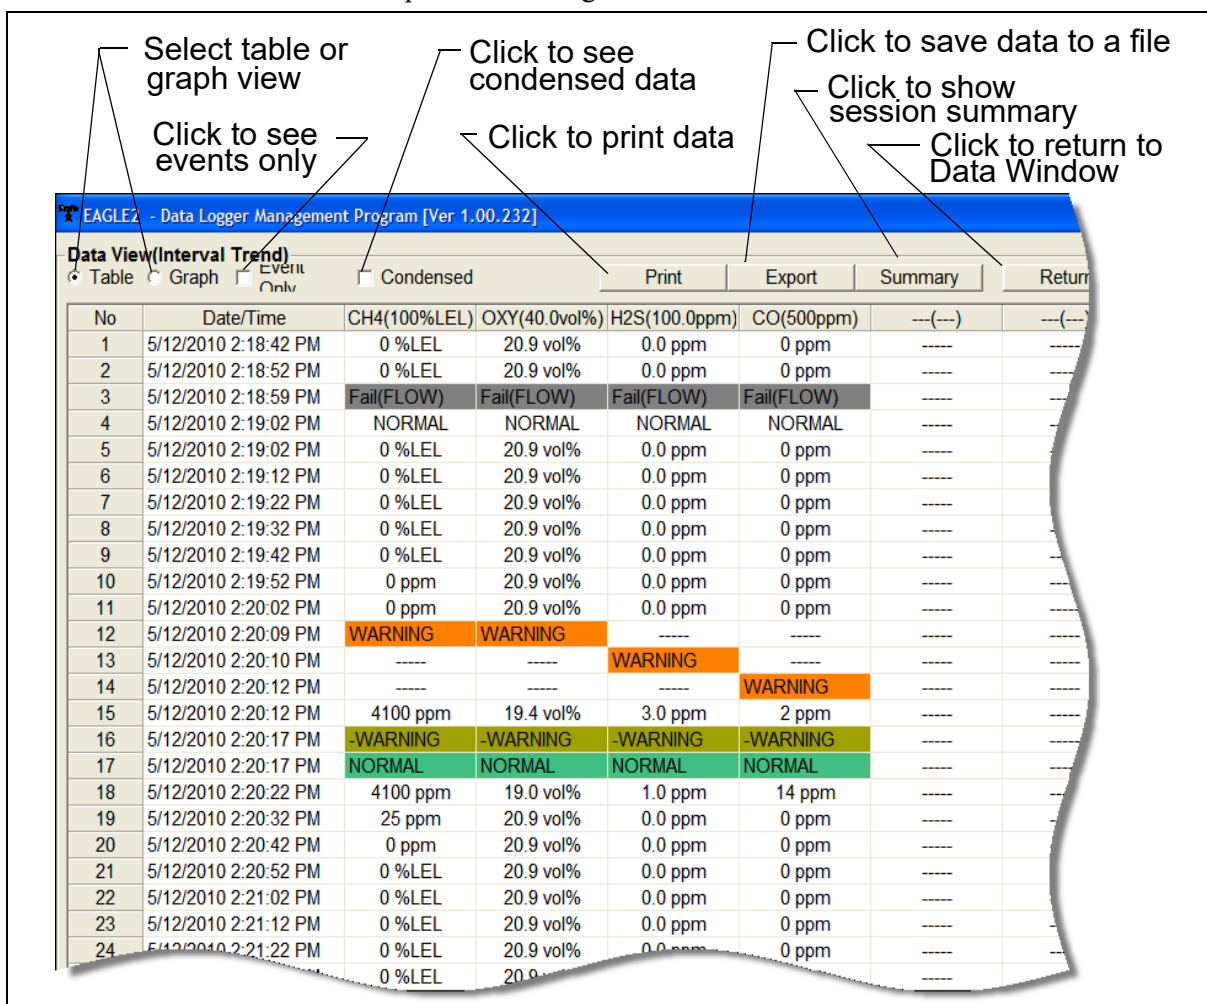 Select table or
graph view
Click to see
condensed data
Click to save data to a file
Click to show
session summary
Click to see
events only
Click to print data
Click to return to
Data Window
EAGLE2 - Data Logger Management Program [Ver 1.00.232]
Data View(Interval Trend)
Table Graph Event Only Condensed Print Export Summary Return
No Date/Time CH4(100%LEL) OXY(40.0vol%) H2S(100.0ppm) CO(500ppm) ---(---) ---(---)
1 5/12/2010 2:18:42 PM 0 %LEL 20.9 vol% 0.0 ppm 0 ppm ----- -----
2 5/12/2010 2:18:52 PM 0 %LEL 20.9 vol% 0.0 ppm 0 ppm ----- ----
3 5/12/2010 2:18:59 PM Fail(FLOW) Fail(FLOW) Fail(FLOW) Fail(FLOW) ----- ---
4 5/12/2010 2:19:02 PM NORMAL NORMAL NORMAL NORMAL ----- --
5 5/12/2010 2:19:02 PM 0 %LEL 20.9 vol% 0.0 ppm 0 ppm ----- -
6 5/12/2010 2:19:12 PM 0 %LEL 20.9 vol% 0.0 ppm 0 ppm ----- -
7 5/12/2010 2:19:22 PM 0 %LEL 20.9 vol% 0.0 ppm 0 ppm -----
8 5/12/2010 2:19:32 PM 0 %LEL 20.9 vol% 0.0 ppm 0 ppm ----- -
9 5/12/2010 2:19:42 PM 0 %LEL 20.9 vol% 0.0 ppm 0 ppm ----- --
10 5/12/2010 2:19:52 PM 0 ppm 20.9 vol% 0.0 ppm 0 ppm ----- ---
11 5/12/2010 2:20:02 PM 0 ppm 20.9 vol% 0.0 ppm 0 ppm ----- ----
12 5/12/2010 2:20:09 PM WARNING WARNING ----- ----- ----- -----
13 5/12/2010 2:20:10 PM ----- ----- WARNING ----- ----- -----
14 5/12/2010 2:20:12 PM ----- ----- ----- WARNING ----- -----
15 5/12/2010 2:20:12 PM 4100 ppm 19.4 vol% 3.0 ppm 2 ppm ----- -----
16 5/12/2010 2:20:17 PM -WARNING -WARNING -WARNING -WARNING ----- -----
17 5/12/2010 2:20:17 PM NORMAL NORMAL NORMAL NORMAL ----- ----
18 5/12/2010 2:20:22 PM 4100 ppm 19.0 vol% 1.0 ppm 14 ppm ----- ---
19 5/12/2010 2:20:32 PM 25 ppm 20.9 vol% 0.0 ppm 0 ppm ----- -
20 5/12/2010 2:20:42 PM 0 ppm 20.9 vol% 0.0 ppm 0 ppm -----
21 5/12/2010 2:20:52 PM 0 %LEL 20.9 vol% 0.0 ppm 0 ppm -----
22 5/12/2010 2:21:02 PM 0 %LEL 20.9 vol% 0.0 ppm 0 ppm -----
23 5/12/2010 2:21:12 PM 0 %LEL 20.9 vol% 0.0 ppm 0 ppm ----- -
24 5/12/2010 2:21:22 PM 0 %LEL 20.9 vol% 0.0 ppm 0 ppm ----- --
0 %LEL 20.9 -----